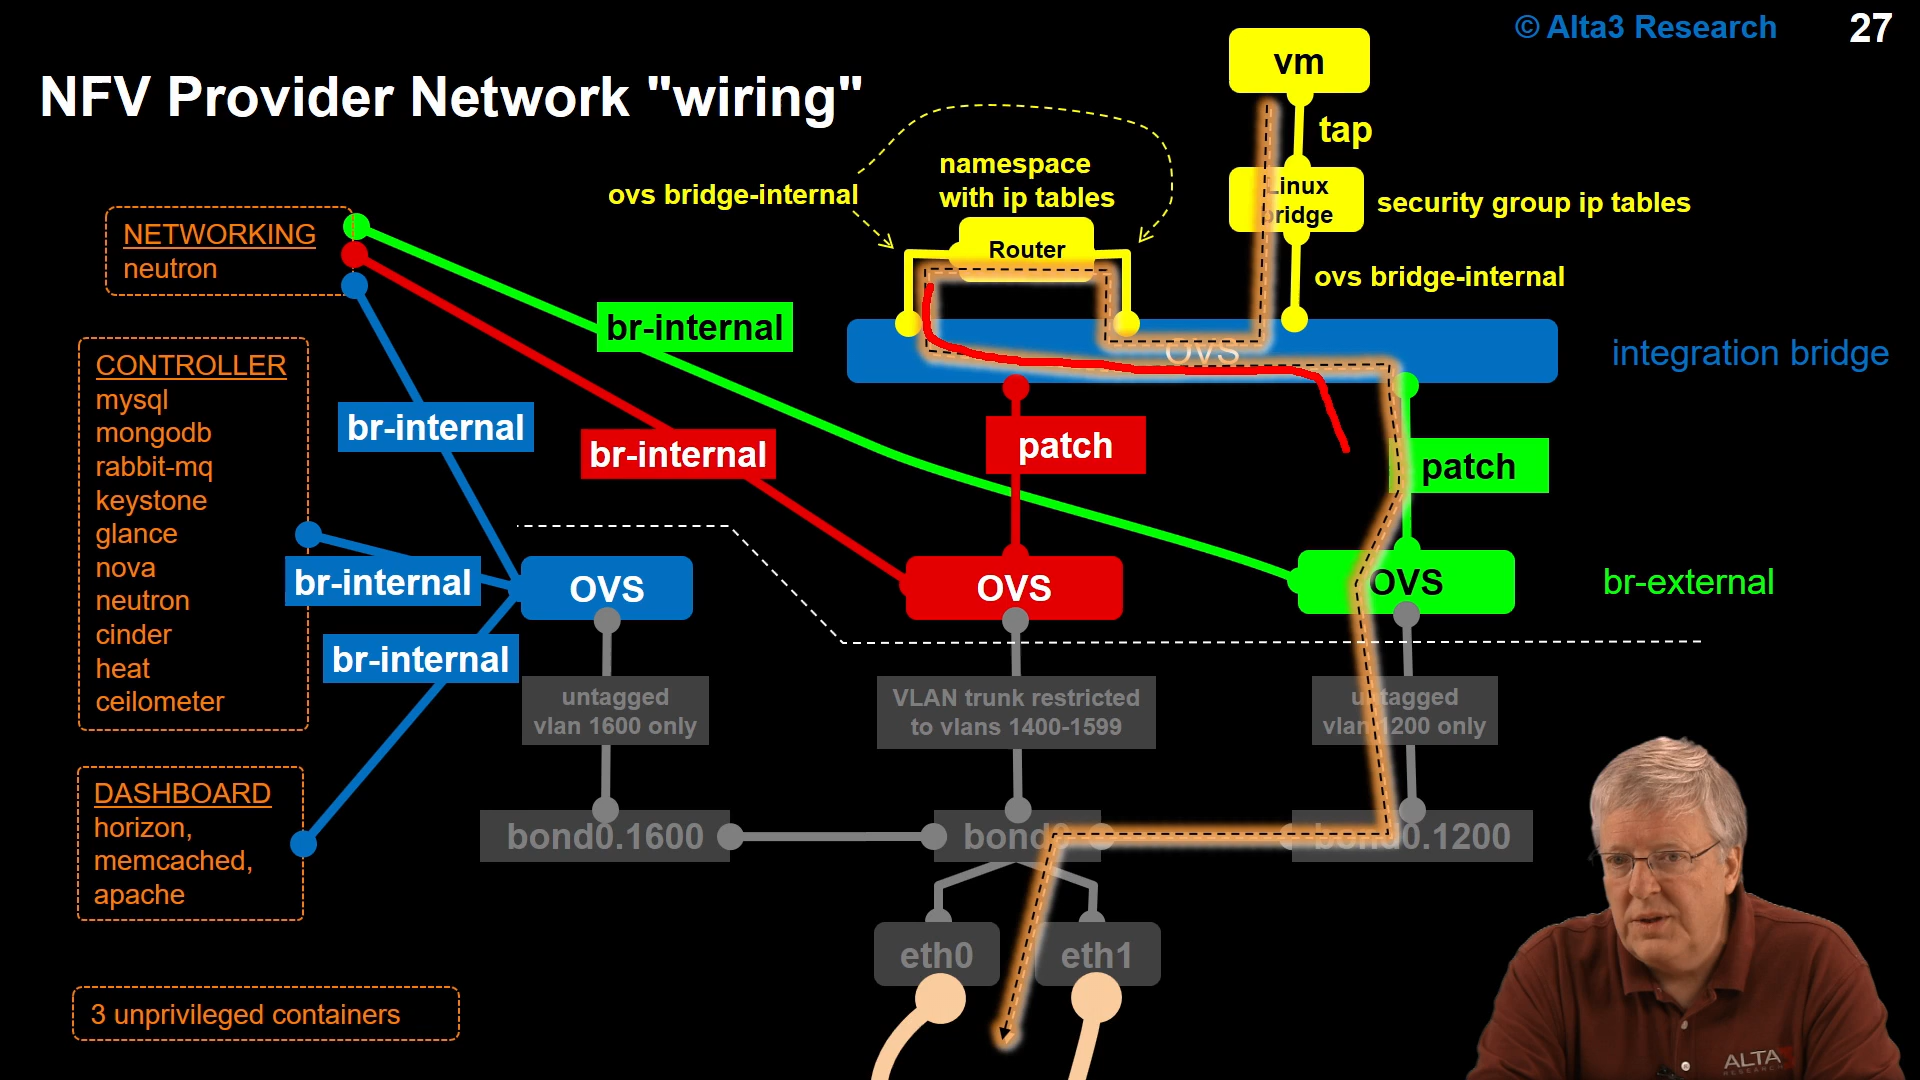 © Alta3 Research
27
NFV Provider Network "wiring"
vm
tap
namespace
with ip tables
ovs bridge-internal
Linux
bridge
security group ip tables
Router
ovs bridge-internal
NETWORKING
neutron
br-internal
OVS
integration bridge
CONTROLLER
mysql
mongodb
rabbit-mq
keystone
glance
nova
neutron
cinder
heat
ceilometer
br-internal
br-internal
patch
patch
br-internal
OVS
OVS
OVS
br-external
br-internal
untagged
vlan 1600 only
VLAN trunk restricted
to vlans 1400-1599
untagged
vlan 1200 only
DASHBOARD
horizon,
memcached,
apache
bond0.1600
bond0
bond0.1200
eth0
eth1
3 unprivileged containers
ALTA3
RESEARCH